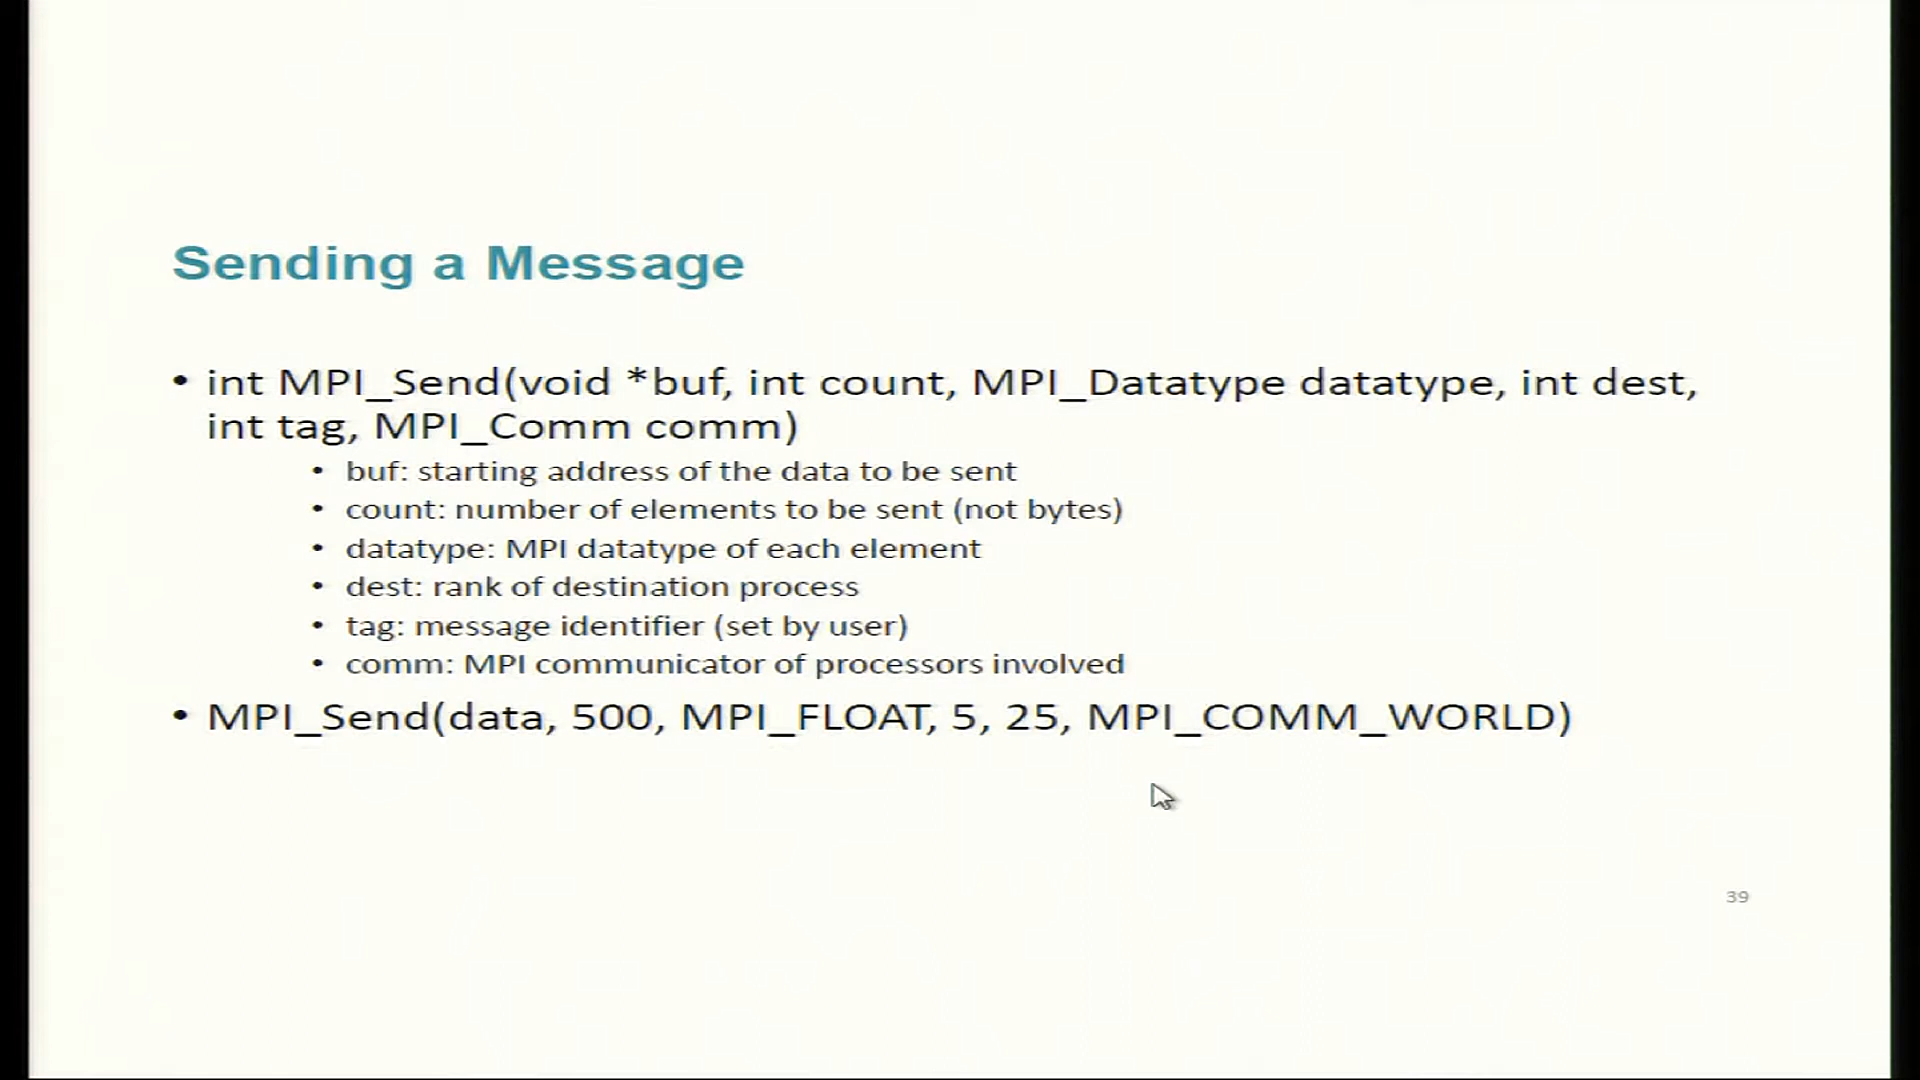 Sending a Message
• int MPI_Send(void *buf, int count, MPI_Datatype datatype, int dest,
int tag, MPI_Comm comm)
• buf: starting address of the data to be sent
• count: number of elements to be sent (not bytes)
• datatype: MPI datatype of each element
• dest: rank of destination process
• tag: message identifier (set by user)
• comm: MPI communicator of processors involved
• MPI_Send(data, 500, MPI_FLOAT, 5, 25, MPI_COMM_WORLD)
39